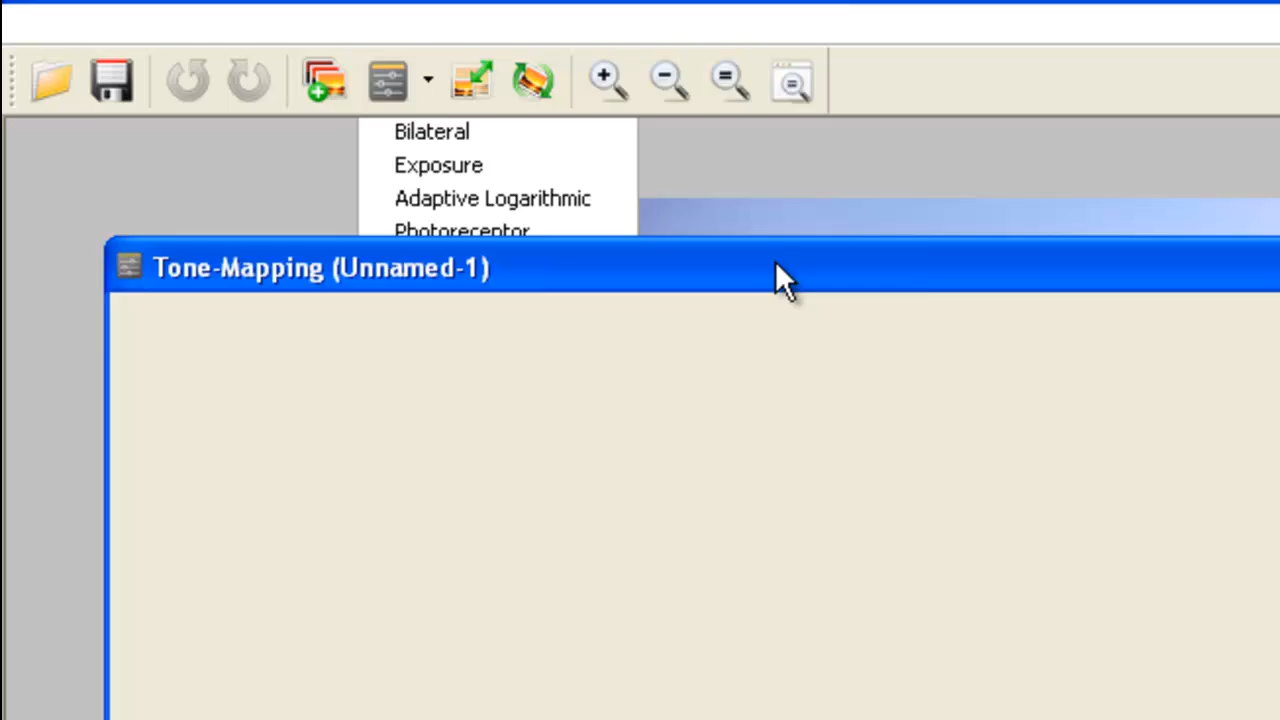 Bilateral
Exposure
Adaptive Logarithmic
Photoreceptor
Tone-Mapping (Unnamed-1)